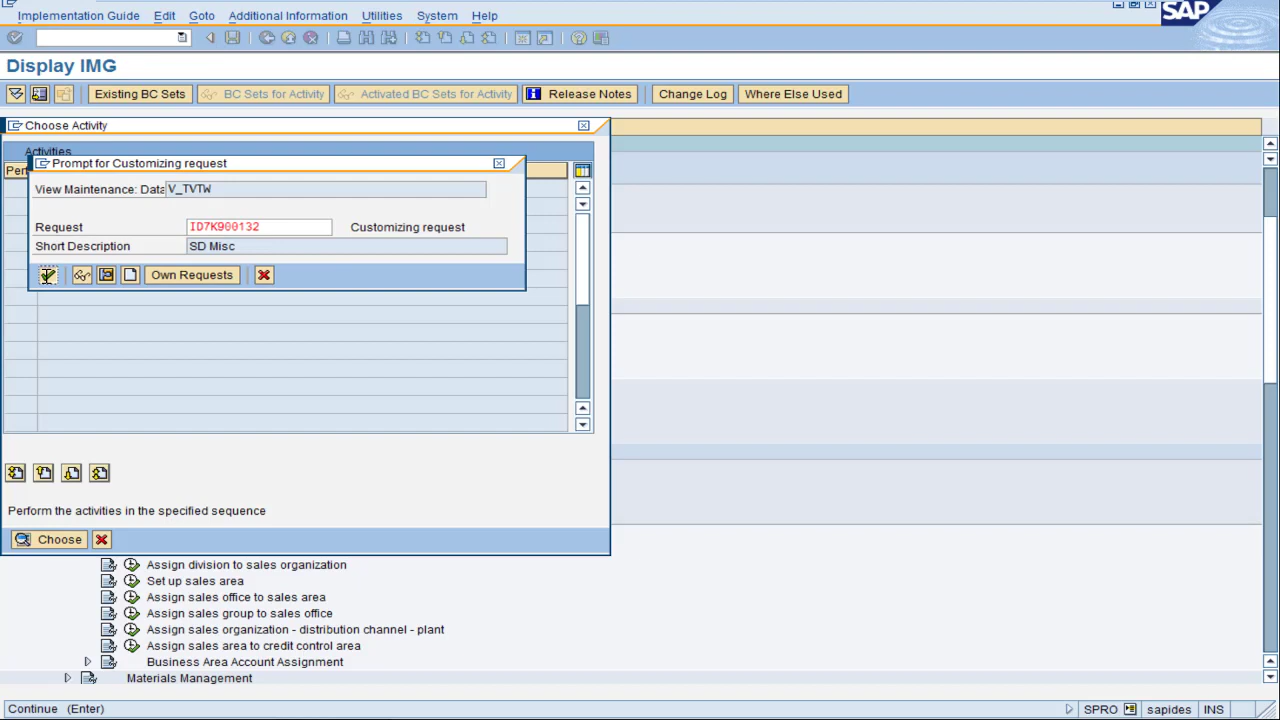 Implementation Guide Edit Goto Additional Information Utilities System Help
SAP
Display IMG
Existing BC Sets BC Sets for Activity Activated BC Sets for Activity Release Notes Change Log Where Else Used
Choose Activity
Activities
Prompt for Customizing request
View Maintenance: Data V_TVTW
Request ID7K900132 Customizing request
Short Description SD Misc
Own Requests
Perform the activities in the specified sequence
Choose
Assign division to sales organization
Set up sales area
Assign sales office to sales area
Assign sales group to sales office
Assign sales organization - distribution channel - plant
Assign sales area to credit control area
Business Area Account Assignment
Materials Management
Continue (Enter) SPRO sapides INS